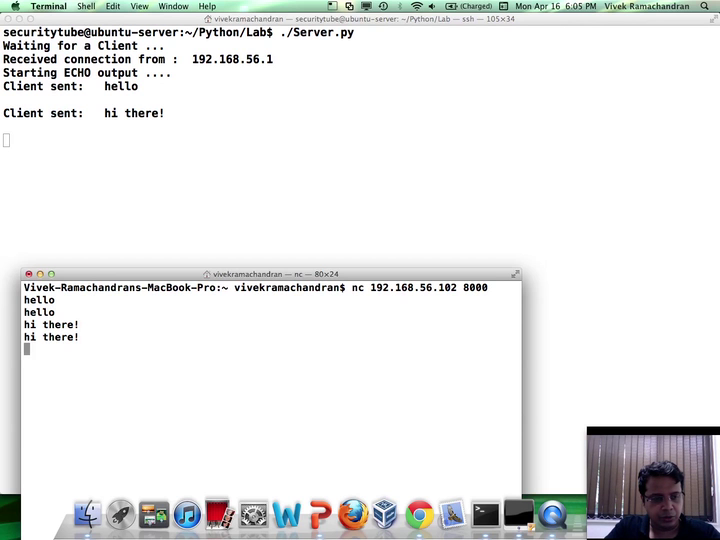 Terminal Shell Edit View Window Help (Charged) Mon Apr 16 6:05 PM Vivek Ramachandran
vivekramachandran — securitytube@ubuntu-server: ~/Python/Lab — ssh — 105×34
securitytube@ubuntu-server:~/Python/Lab$ ./Server.py
Waiting for a Client ...
Received connection from :  192.168.56.1
Starting ECHO output ....
Client sent:   hello
Client sent:   hi there!
vivekramachandran — nc — 80×24
Vivek-Ramachandrans-MacBook-Pro:~ vivekramachandran$ nc 192.168.56.102 8000
hello
hello
hi there!
hi there!